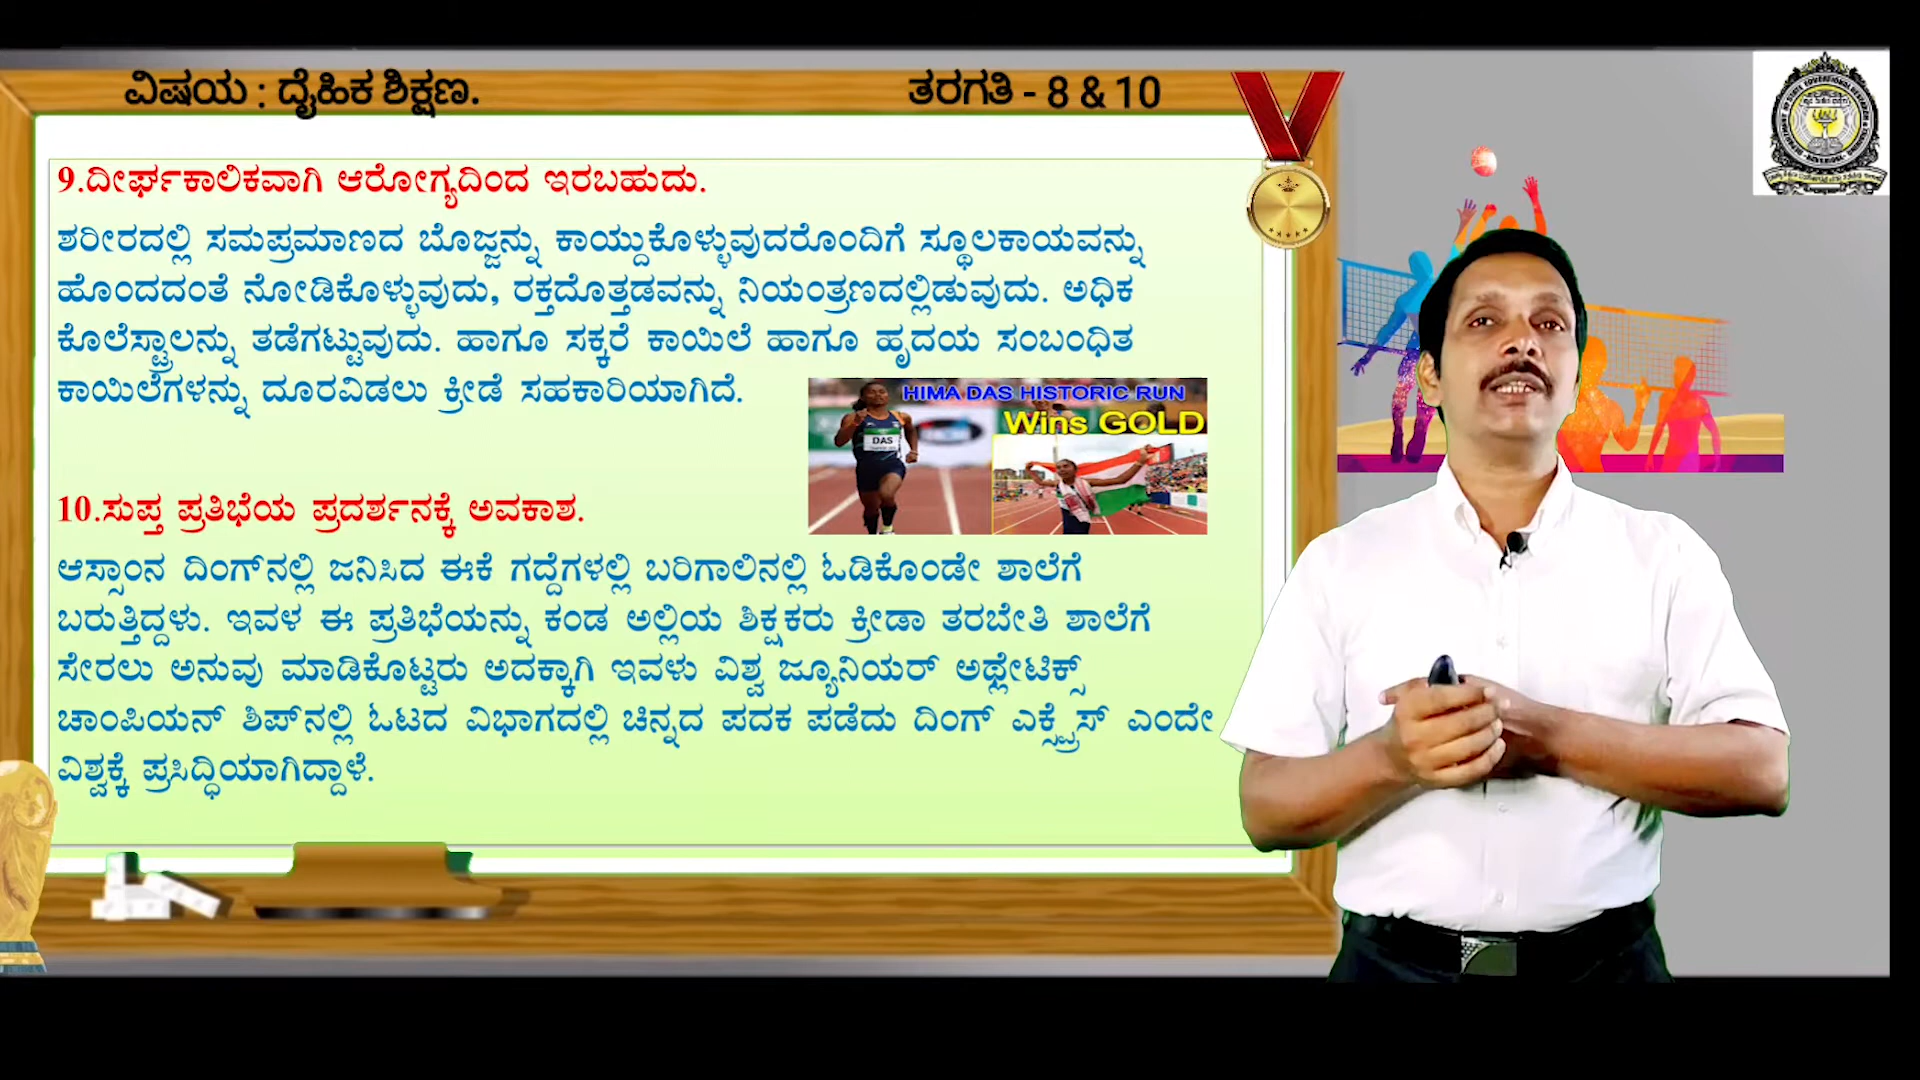 ವಿಷಯ : ದೈಹಿಕ ಶಿಕ್ಷಣ.
ತರಗತಿ - 8 & 10
9.ದೀರ್ಘಕಾಲಿಕವಾಗಿ ಆರೋಗ್ಯದಿಂದ ಇರಬಹುದು.
ಶರೀರದಲ್ಲಿ ಸಮಪ್ರಮಾಣದ ಬೊಜ್ಜನ್ನು ಕಾಯ್ದುಕೊಳ್ಳುವುದರೊಂದಿಗೆ ಸ್ಥೂಲಕಾಯವನ್ನು
ಹೊಂದದಂತೆ ನೋಡಿಕೊಳ್ಳುವುದು, ರಕ್ತದೊತ್ತಡವನ್ನು ನಿಯಂತ್ರಣದಲ್ಲಿಡುವುದು. ಅಧಿಕ
ಕೊಲೆಸ್ಟ್ರಾಲನ್ನು ತಡೆಗಟ್ಟುವುದು. ಹಾಗೂ ಸಕ್ಕರೆ ಕಾಯಿಲೆ ಹಾಗೂ ಹೃದಯ ಸಂಬಂಧಿತ
ಕಾಯಿಲೆಗಳನ್ನು ದೂರವಿಡಲು ಕ್ರೀಡೆ ಸಹಕಾರಿಯಾಗಿದೆ.
HIMA DAS HISTORIC RUN
Wins GOLD
DAS
10.ಸುಪ್ತ ಪ್ರತಿಭೆಯ ಪ್ರದರ್ಶನಕ್ಕೆ ಅವಕಾಶ.
ಆಸ್ಸಾಂನ ದಿಂಗ್‌ನಲ್ಲಿ ಜನಿಸಿದ ಈಕೆ ಗದ್ದೆಗಳಲ್ಲಿ ಬರಿಗಾಲಿನಲ್ಲಿ ಓಡಿಕೊಂಡೇ ಶಾಲೆಗೆ
ಬರುತ್ತಿದ್ದಳು. ಇವಳ ಈ ಪ್ರತಿಭೆಯನ್ನು ಕಂಡ ಅಲ್ಲಿಯ ಶಿಕ್ಷಕರು ಕ್ರೀಡಾ ತರಬೇತಿ ಶಾಲೆಗೆ
ಸೇರಲು ಅನುವು ಮಾಡಿಕೊಟ್ಟರು ಅದಕ್ಕಾಗಿ ಇವಳು ವಿಶ್ವ ಜ್ಯೂನಿಯರ್ ಅಥ್ಲೇಟಿಕ್ಸ್
ಚಾಂಪಿಯನ್ ಶಿಪ್‌ನಲ್ಲಿ ಓಟದ ವಿಭಾಗದಲ್ಲಿ ಚಿನ್ನದ ಪದಕ ಪಡೆದು ದಿಂಗ್ ಎಕ್ಸ್ಪ್ರೆಸ್ ಎಂದೇ
ವಿಶ್ವಕ್ಕೆ ಪ್ರಸಿದ್ಧಿಯಾಗಿದ್ದಾಳೆ.